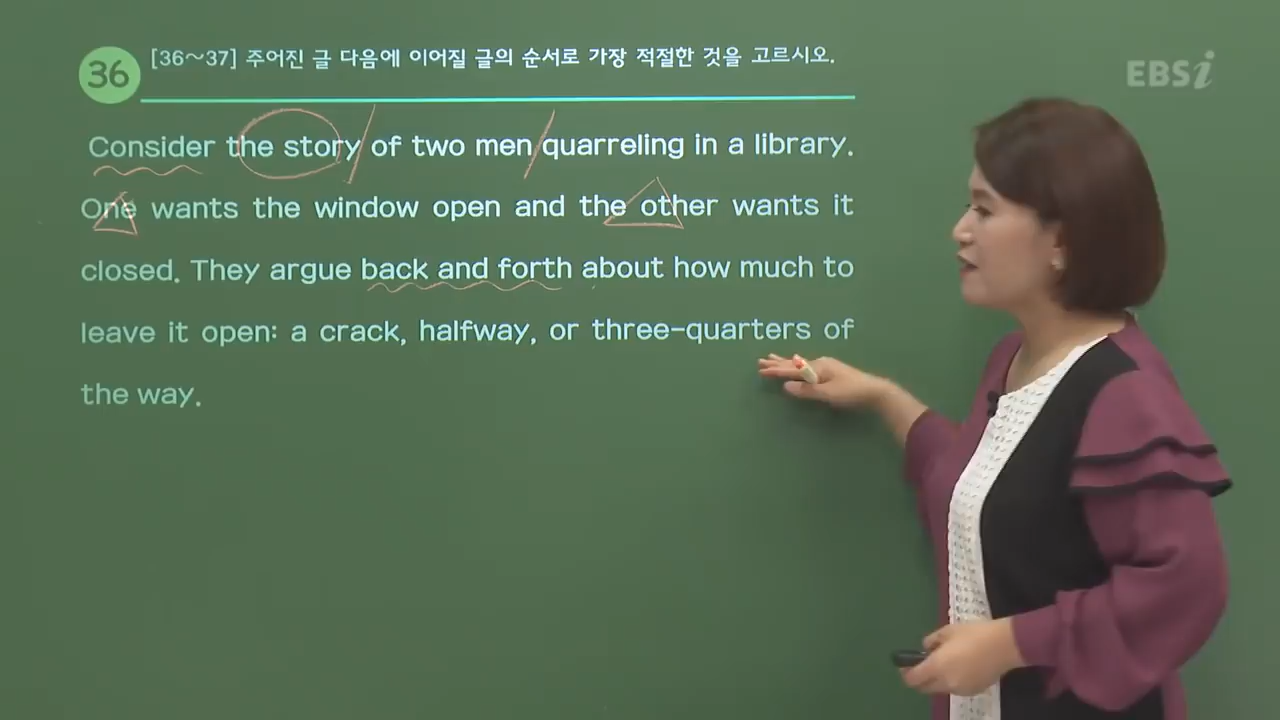 36
[36~37] 주어진 글 다음에 이어질 글의 순서로 가장 적절한 것을 고르시오.
EBSi
Consider the story of two men quarreling in a library.
One wants the window open and the other wants it
closed. They argue back and forth about how much to
leave it open: a crack, halfway, or three-quarters of
the way.